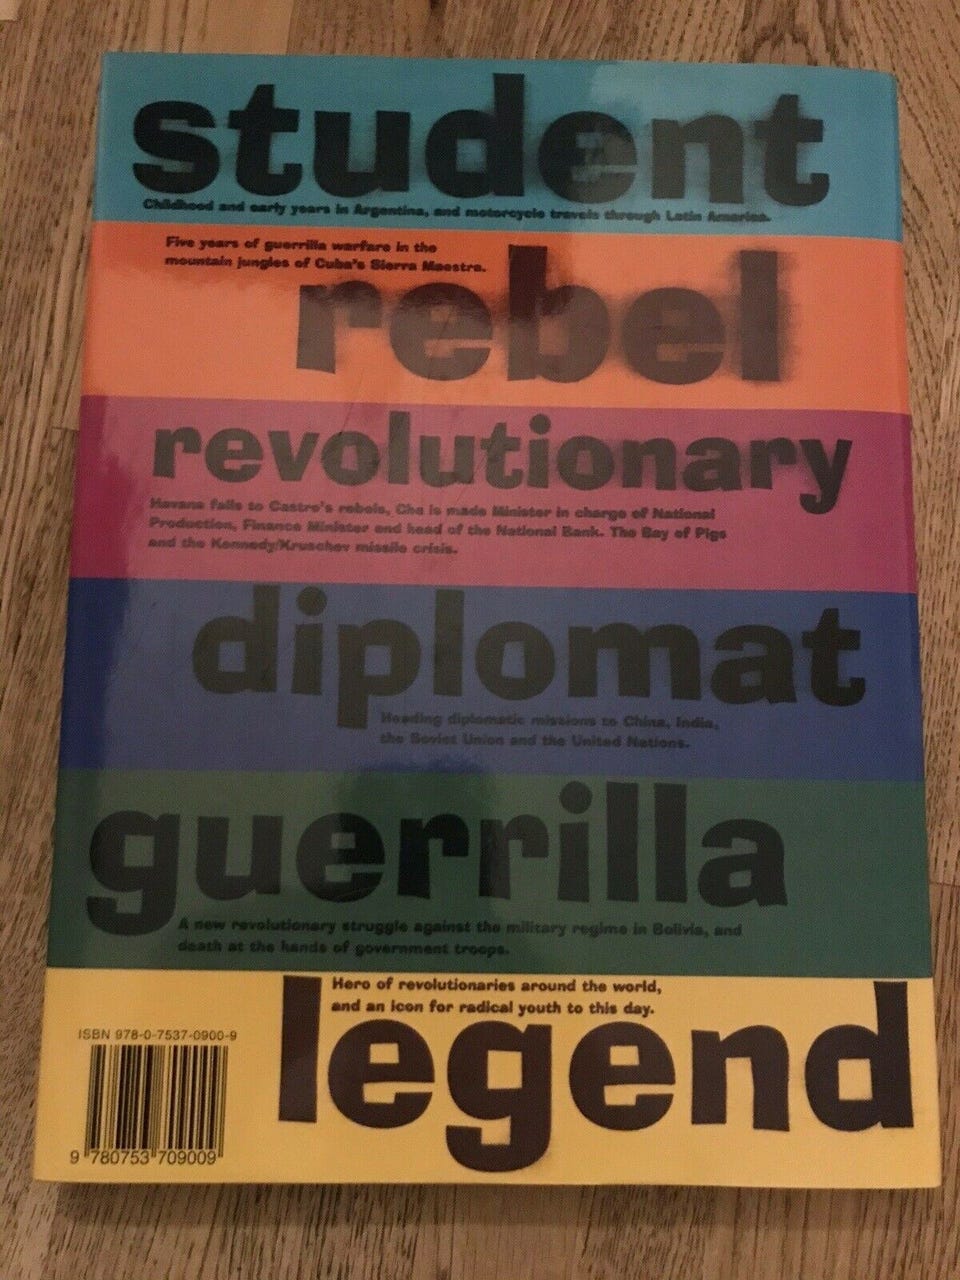 student
Childhood and early years in Argentina, and motorcycle travels through Latin America.
Five years of guerrilla warfare in the
mountain jungles of Cuba's Sierra Maestra.
rebel
revolutionary
Havana falls to Castro's rebels, Che is made Minister in charge of National
Production, Finance Minister and head of the National Bank. The Bay of Pigs
and the Kennedy/Kruschev missile crisis.
diplomat
Heading diplomatic missions to China, India,
the Soviet Union and the United Nations.
guerrilla
A new revolutionary struggle against the military regime in Bolivia, and
death at the hands of government troops.
Hero of revolutionaries around the world,
and an icon for radical youth to this day.
legend
ISBN 978-0-7537-0900-9
9 780753 709009